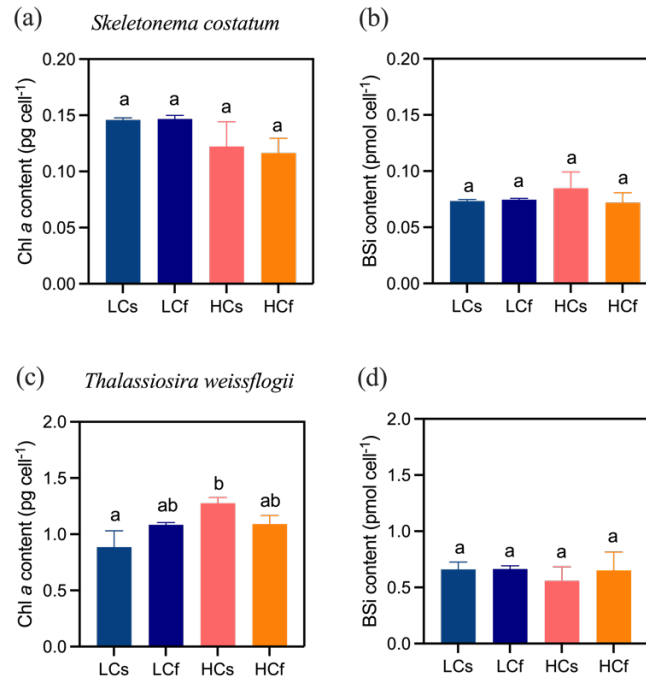 (a) Skeletonema costatum
Chl a content (pg cell⁻¹)
0.20
0.15
0.10
0.05
0.00
a a a a
LCs LCf HCs HCf
(b)
BSi content (pmol cell⁻¹)
0.20
0.15
0.10
0.05
0.00
a a a a
LCs LCf HCs HCf
(c) Thalassiosira weissflogii
Chl a content (pg cell⁻¹)
2.0
1.5
1.0
0.5
0.0
a ab b ab
LCs LCf HCs HCf
(d)
BSi content (pmol cell⁻¹)
2.0
1.5
1.0
0.5
0.0
a a a a
LCs LCf HCs HCf